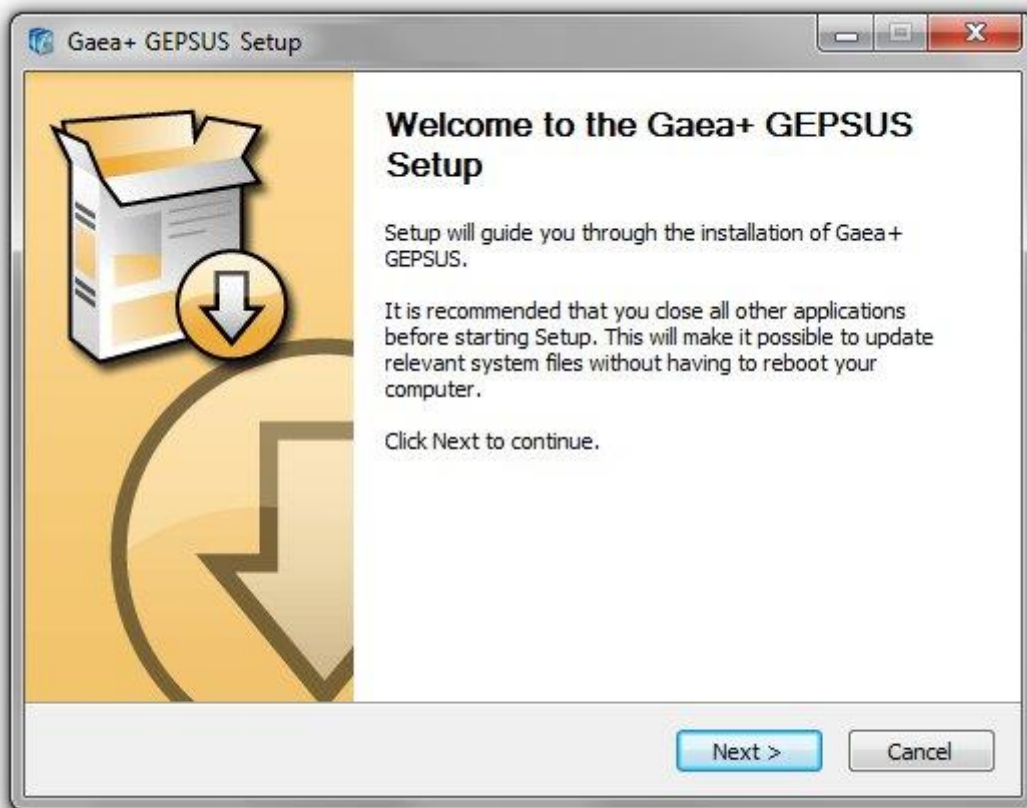 Gaea+ GEPSUS Setup
Welcome to the Gaea+ GEPSUS
Setup
Setup will guide you through the installation of Gaea+
GEPSUS.
It is recommended that you close all other applications
before starting Setup. This will make it possible to update
relevant system files without having to reboot your
computer.
Click Next to continue.
Next >
Cancel